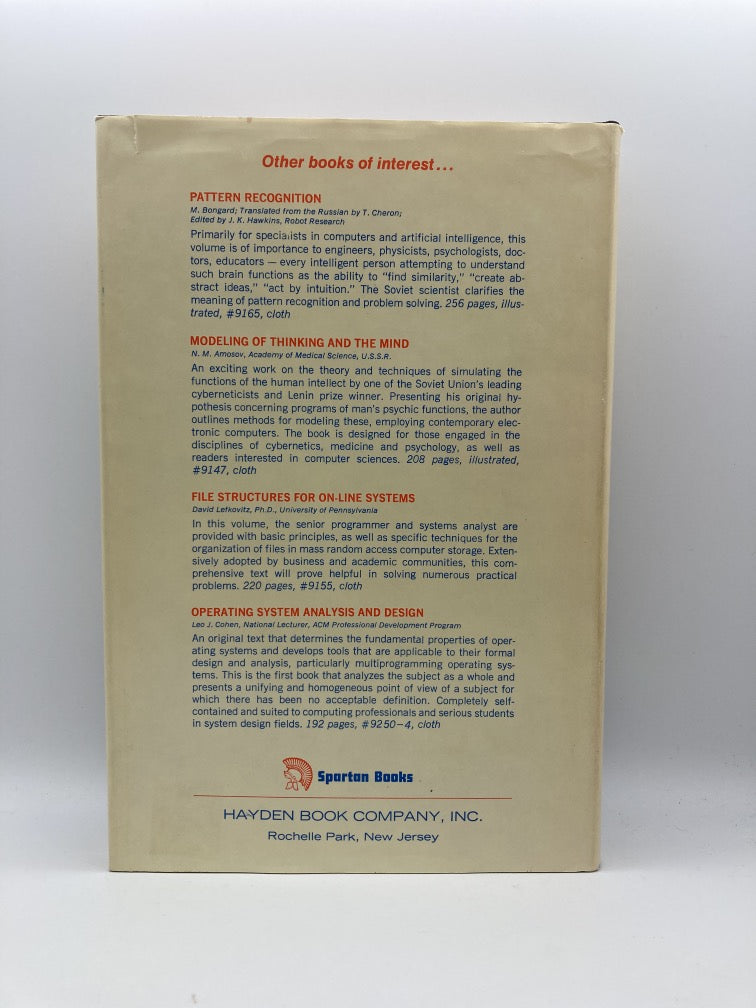 Other books of interest...
PATTERN RECOGNITION
M. Bongard; Translated from the Russian by T. Cheron;
Edited by J. K. Hawkins, Robot Research
Primarily for specialists in computers and artificial intelligence, this
volume is of importance to engineers, physicists, psychologists, doc-
tors, educators — every intelligent person attempting to understand
such brain functions as the ability to “find similarity,” “create ab-
stract ideas,” “act by intuition.” The Soviet scientist clarifies the
meaning of pattern recognition and problem solving. 256 pages, illus-
trated, #9165, cloth
MODELING OF THINKING AND THE MIND
N. M. Amosov, Academy of Medical Science, U.S.S.R.
An exciting work on the theory and techniques of simulating the
functions of the human intellect by one of the Soviet Union's leading
cyberneticists and Lenin prize winner. Presenting his original hy-
pothesis concerning programs of man's psychic functions, the author
outlines methods for modeling these, employing contemporary elec-
tronic computers. The book is designed for those engaged in the
disciplines of cybernetics, medicine and psychology, as well as
readers interested in computer sciences. 208 pages, illustrated,
#9147, cloth
FILE STRUCTURES FOR ON-LINE SYSTEMS
David Lefkovitz, Ph.D., University of Pennsylvania
In this volume, the senior programmer and systems analyst are
provided with basic principles, as well as specific techniques for the
organization of files in mass random access computer storage. Exten-
sively adopted by business and academic communities, this com-
prehensive text will prove helpful in solving numerous practical
problems. 220 pages, #9155, cloth
OPERATING SYSTEM ANALYSIS AND DESIGN
Leo J. Cohen, National Lecturer, ACM Professional Development Program
An original text that determines the fundamental properties of oper-
ating systems and develops tools that are applicable to their formal
design and analysis, particularly multiprogramming operating sys-
tems. This is the first book that analyzes the subject as a whole and
presents a unifying and homogeneous point of view of a subject for
which there has been no acceptable definition. Completely self-
contained and suited to computing professionals and serious students
in system design fields. 192 pages, #9250-4, cloth
Spartan Books
HAYDEN BOOK COMPANY, INC.
Rochelle Park, New Jersey